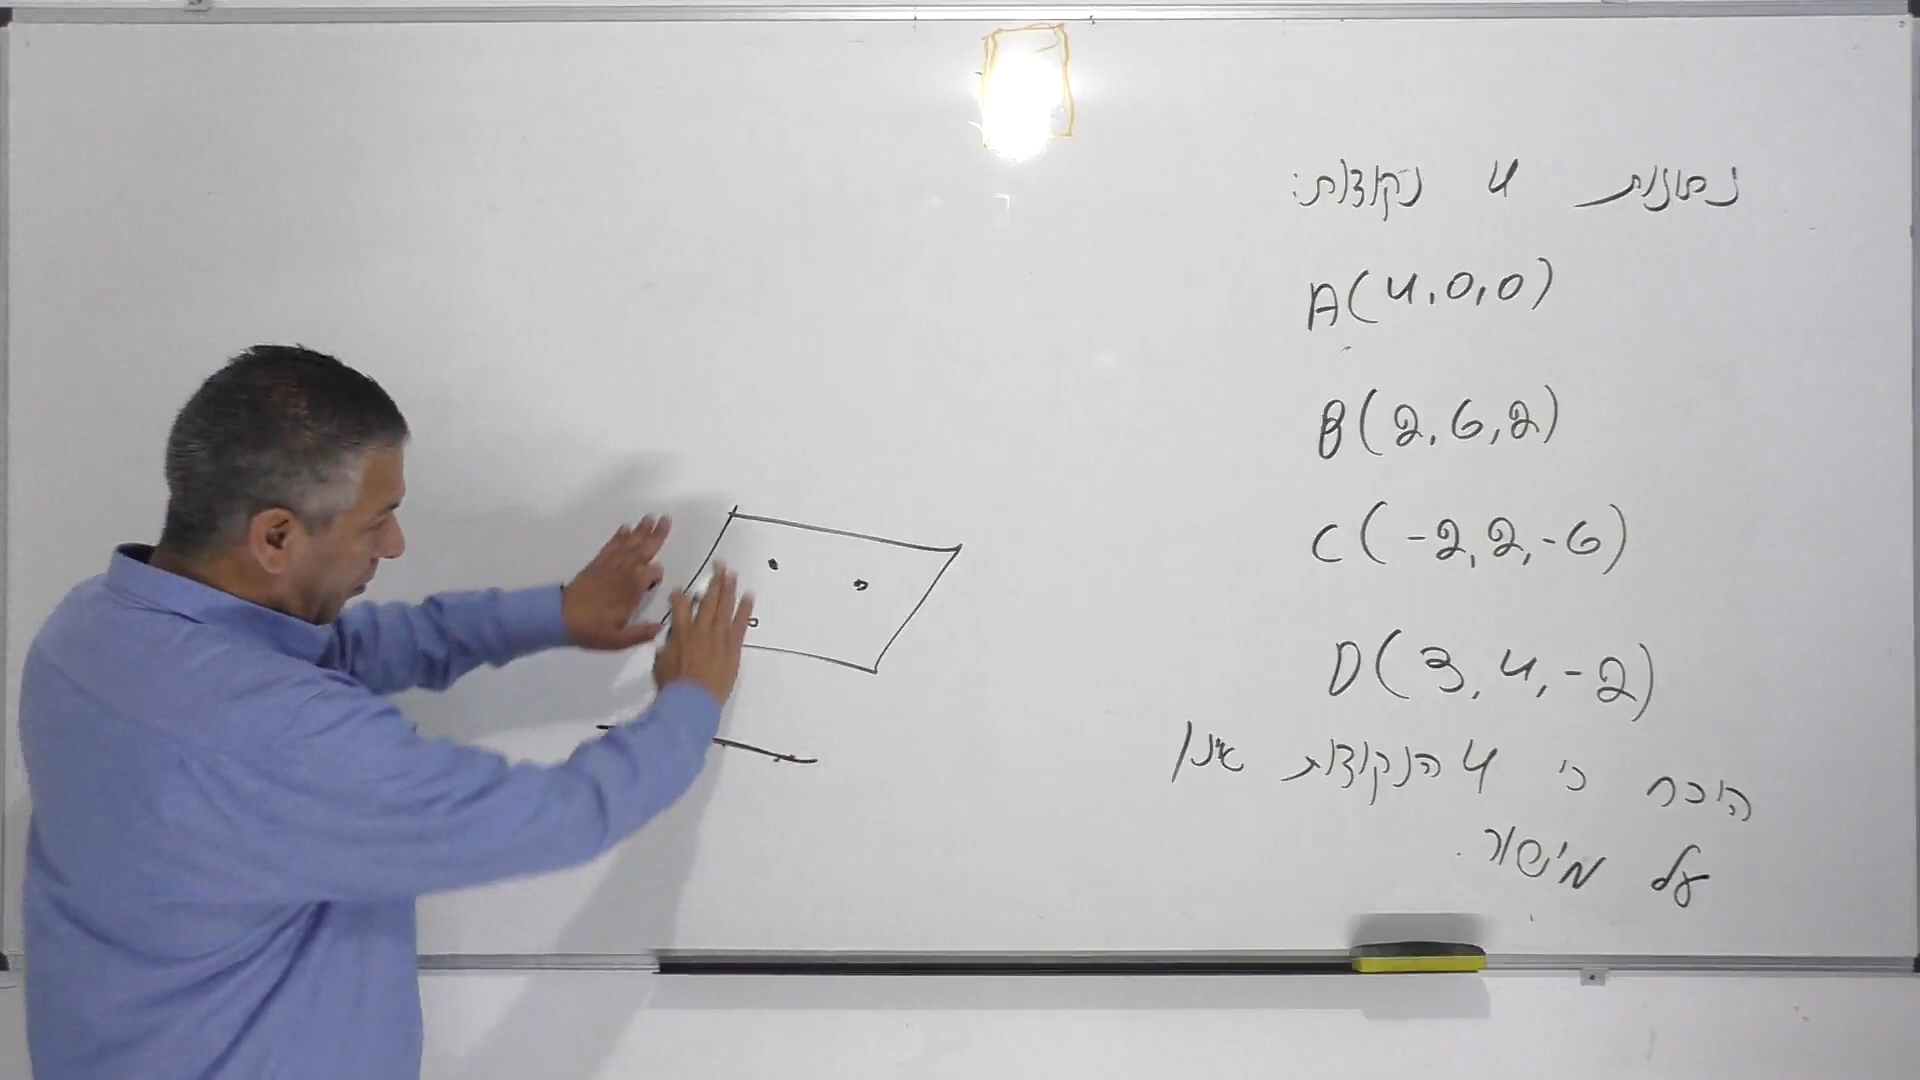 נתונות 4 נקודות:
A(4,0,0)
B(2,6,2)
C(-2,2,-6)
D(3,4,-2)
הוכח כי 4 הנקודות אינן
על מישור.